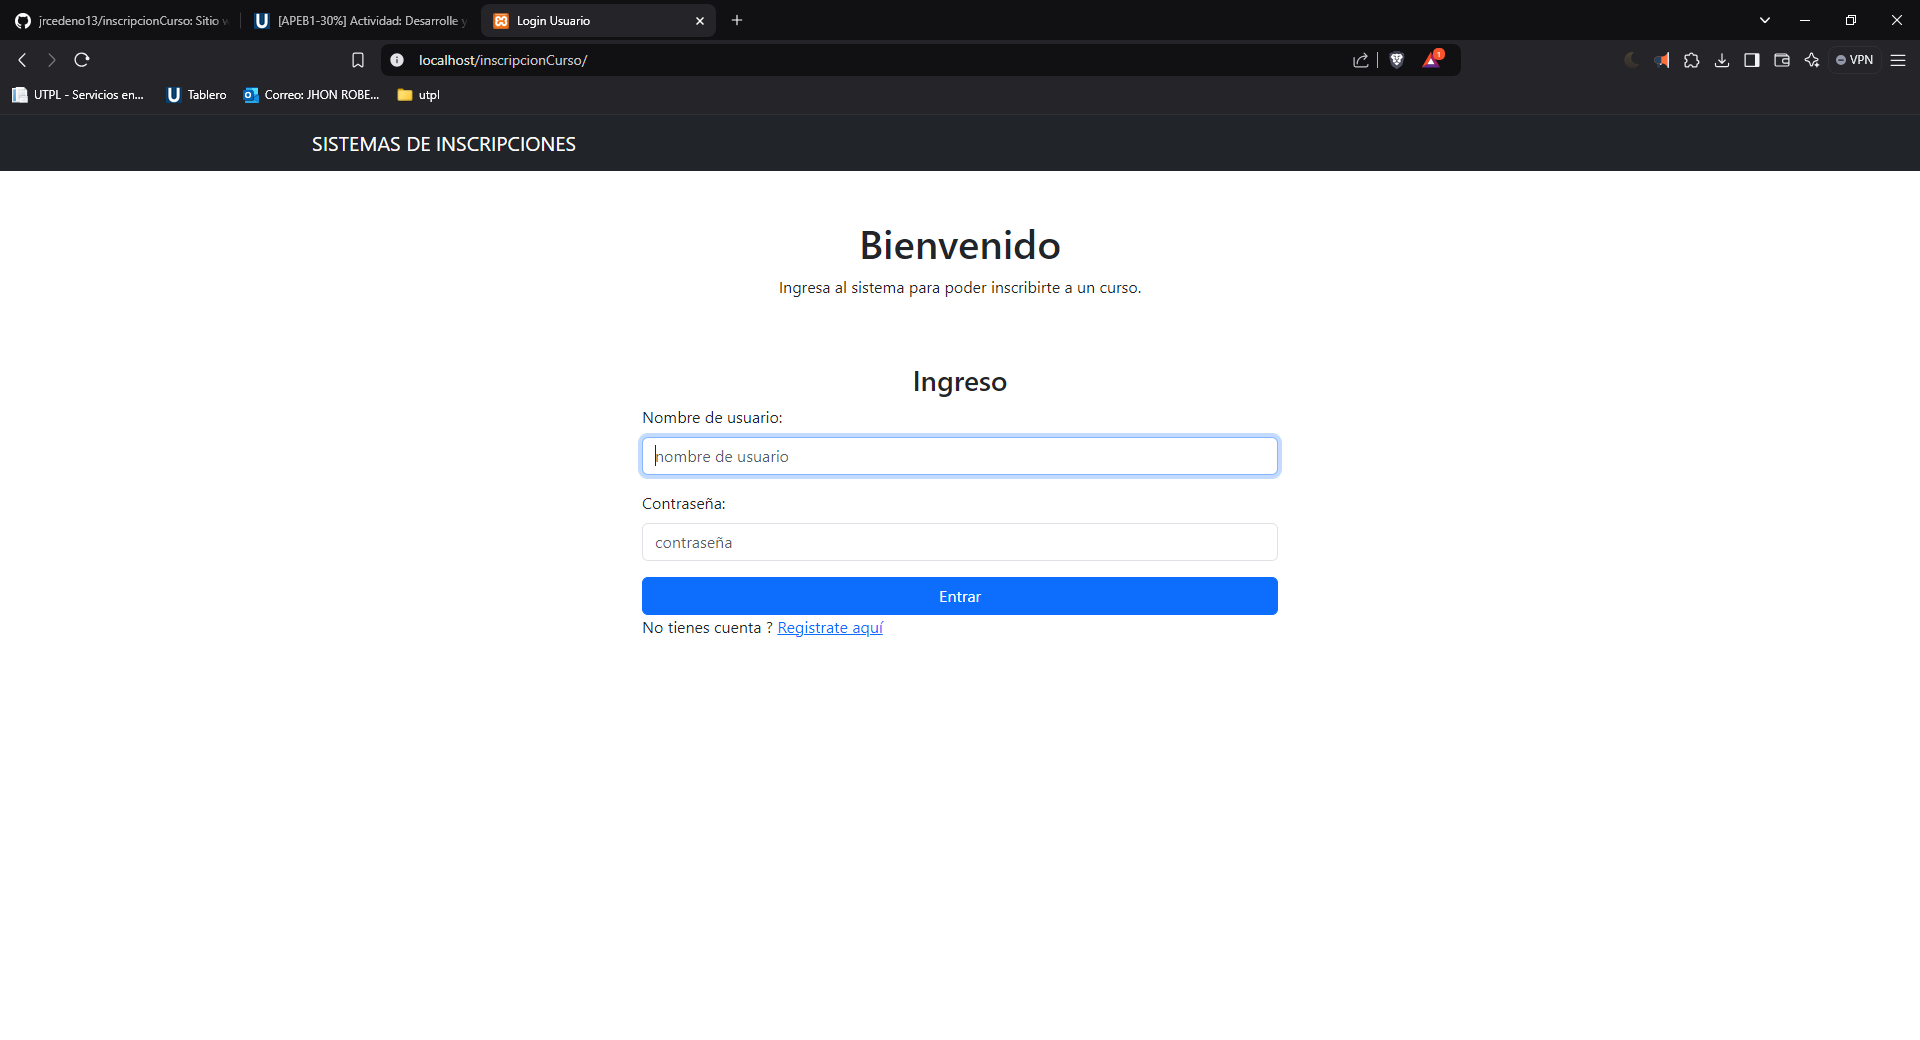 jrcedeno13/inscripcionCurso: Sitio
[APEB1-30%] Actividad: Desarrolle y
Login Usuario
localhost/inscripcionCurso/
1
VPN
UTPL - Servicios en...
Tablero
Correo: JHON ROBE...
utpl
SISTEMAS DE INSCRIPCIONES
Bienvenido
Ingresa al sistema para poder inscribirte a un curso.
Ingreso
Nombre de usuario:
nombre de usuario
Contraseña:
contraseña
Entrar
No tienes cuenta ? Registrate aquí